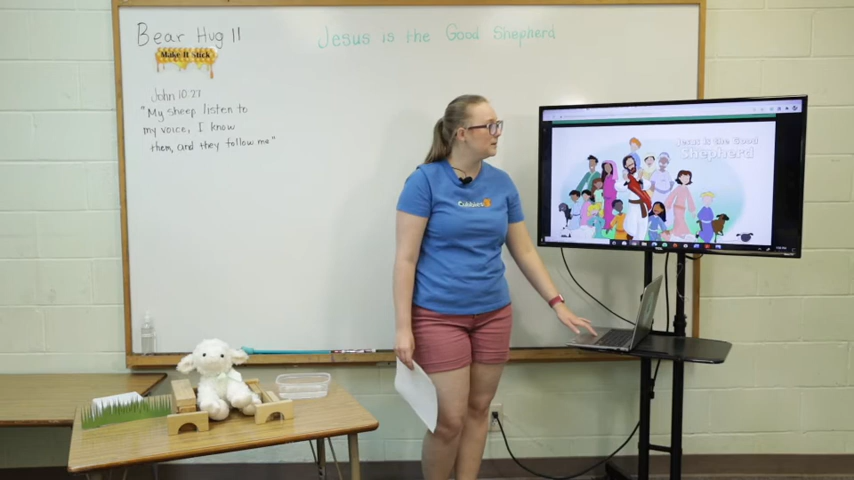 Bear Hug 11
Jesus is the Good Shepherd
Make It stick
John 10:27
"My sheep listen to
my voice, I know
them, and they follow me"
Cubbies
Jesus is the Good
Shepherd